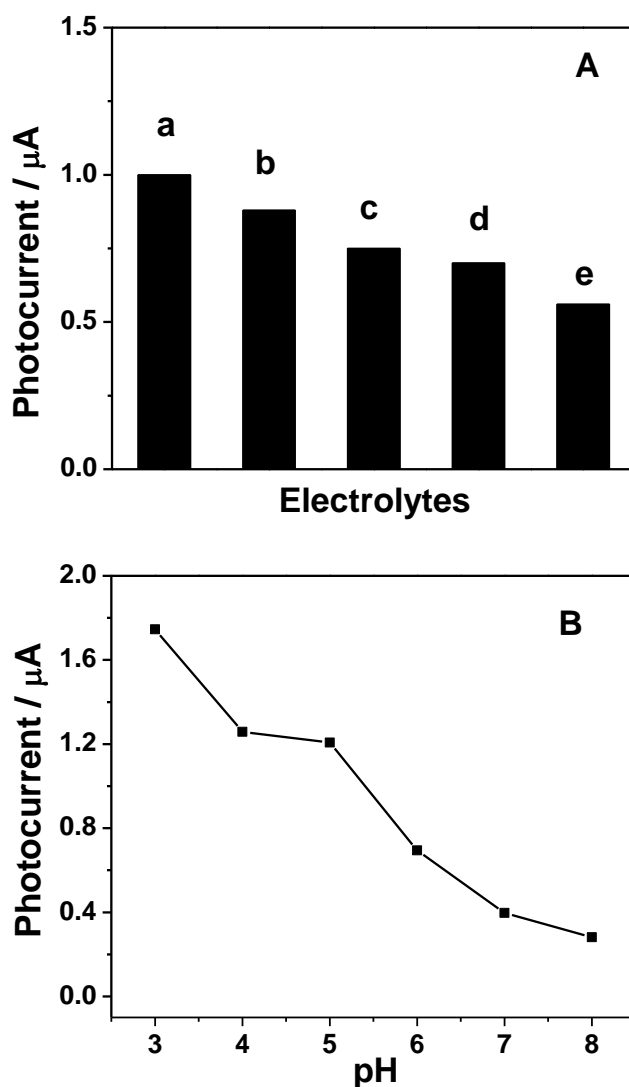 A
1.5
1.0
0.5
0.0
Photocurrent / μA
a
b
c
d
e
Electrolytes
B
2.0
1.6
1.2
0.8
0.4
0.0
Photocurrent / μA
3 4 5 6 7 8
pH